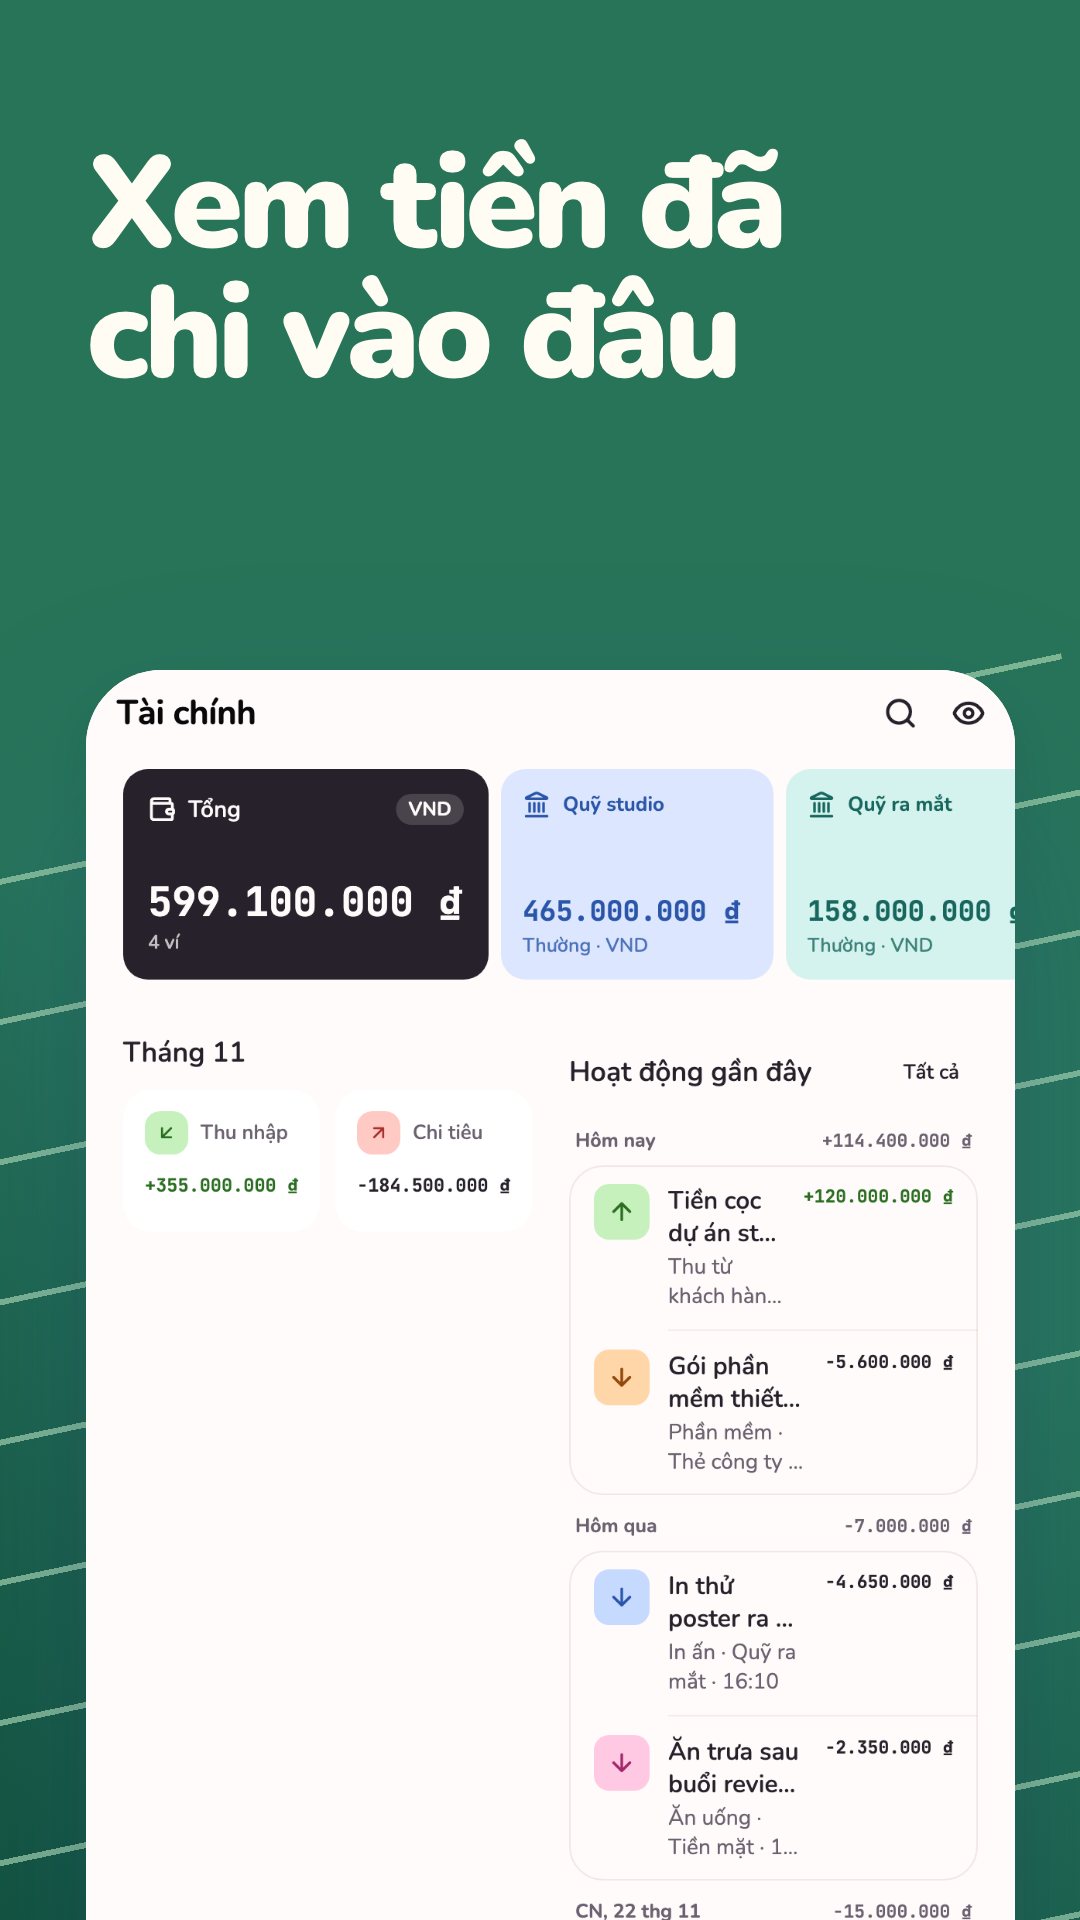 Xem tiền đã
chi vào đâu
Tài chính
Tổng
VND
599.100.000 ₫
4 ví
Quỹ studio
465.000.000 ₫
Thường · VND
Quỹ ra mắt
158.000.000
Thường · VND
Tháng 11
Thu nhập
+355.000.000 ₫
Chi tiêu
-184.500.000 ₫
Hoạt động gần đây
Tất cả
Hôm nay
+114.400.000 ₫
Tiền cọc
dự án st...
+120.000.000 ₫
Thu từ
khách hàn...
Gói phần
mềm thiết...
-5.600.000 ₫
Phần mềm ·
Thẻ công ty ...
Hôm qua
-7.000.000 ₫
In thử
poster ra ...
-4.650.000 ₫
In ấn · Quỹ ra
mắt · 16:10
Ăn trưa sau
buổi revie...
-2.350.000 ₫
Ăn uống ·
Tiền mặt · 1...
CN, 22 thg 11
-15.000.000 ₫